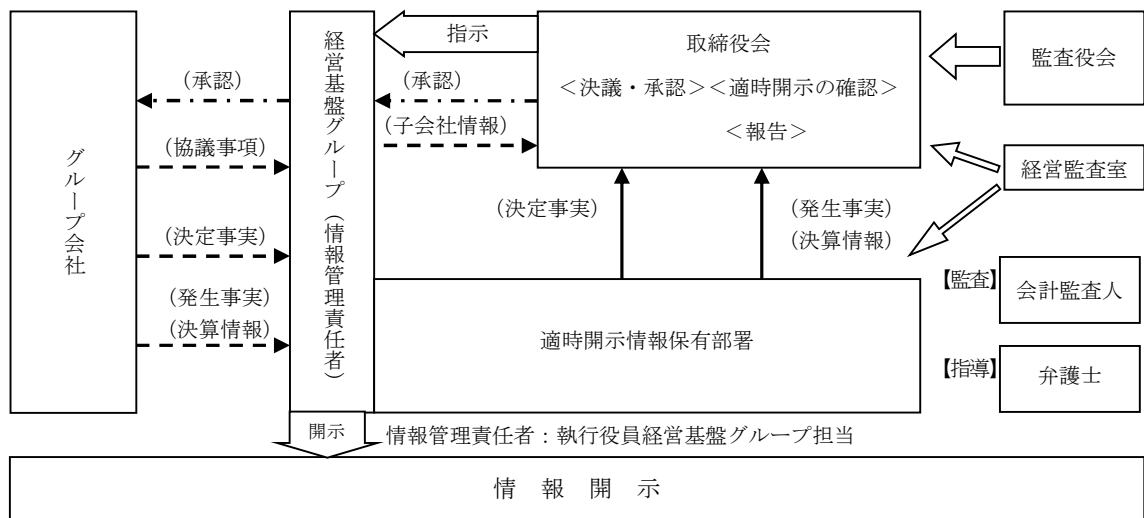 グループ会社
(承認)
(協議事項)
(決定事実)
(発生事実)
(決算情報)
経営基盤グループ(情報管理責任者)
指示
(承認)
(子会社情報)
取締役会
<決議・承認><適時開示の確認>
<報告>
(決定事実)
(発生事実)
(決算情報)
適時開示情報保有部署
監査役会
経営監査室
【監査】
会計監査人
【指導】
弁護士
開示
情報管理責任者：執行役員経営基盤グループ担当
情 報 開 示